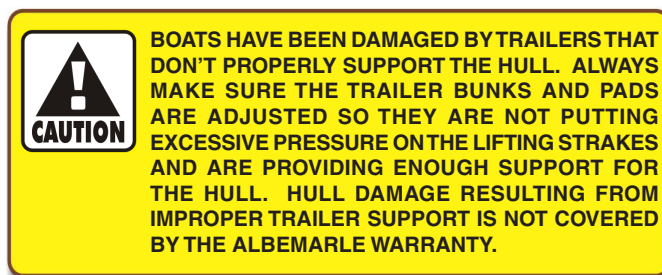 CAUTION
BOATS HAVE BEEN DAMAGED BY TRAILERS THAT
DON'T PROPERLY SUPPORT THE HULL. ALWAYS
MAKE SURE THE TRAILER BUNKS AND PADS
ARE ADJUSTED SO THEY ARE NOT PUTTING
EXCESSIVE PRESSURE ON THE LIFTING STRAKES
AND ARE PROVIDING ENOUGH SUPPORT FOR
THE HULL. HULL DAMAGE RESULTING FROM
IMPROPER TRAILER SUPPORT IS NOT COVERED
BY THE ALBEMARLE WARRANTY.